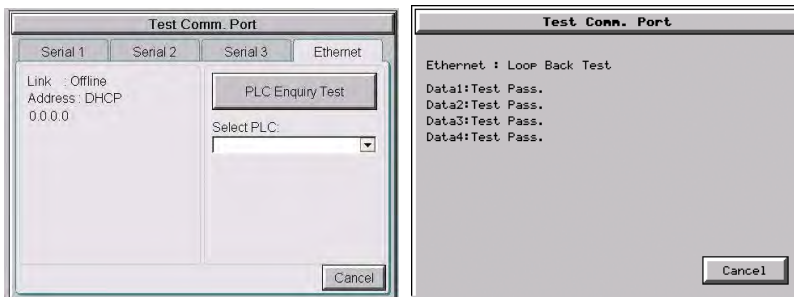 Test Comm. Port
Serial 1
Serial 2
Serial 3
Ethernet
Link : Offline
Address : DHCP
0.0.0.0
PLC Enquiry Test
Select PLC:
Cancel
Test Comm. Port
Ethernet : Loop Back Test
Data1:Test Pass.
Data2:Test Pass.
Data3:Test Pass.
Data4:Test Pass.
Cancel